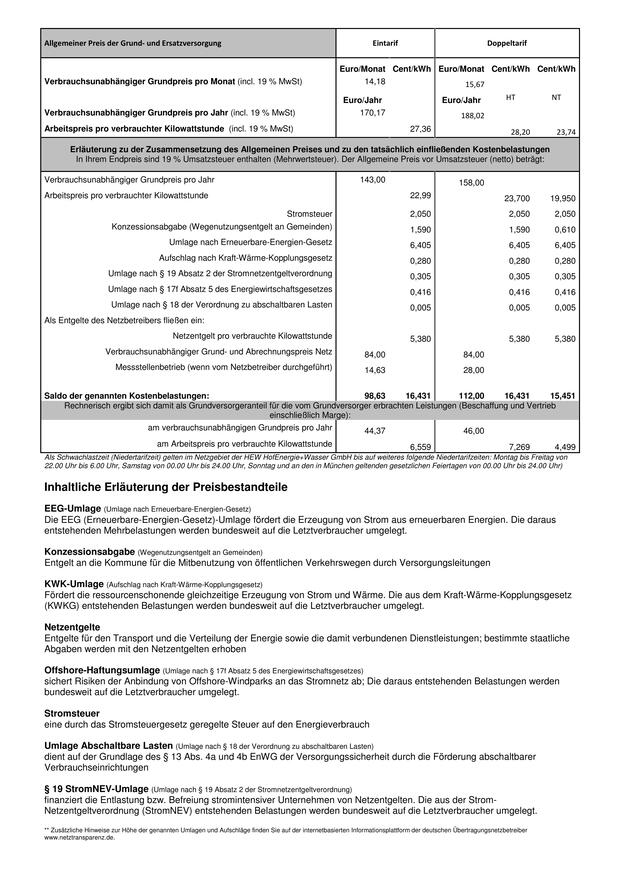 Allgemeiner Preis der Grund- und Ersatzversorgung Eintarif Doppeltarif
Euro/Monat Cent/kWh Euro/Monat Cent/kWh Cent/kWh
Verbrauchsunabhängiger Grundpreis pro Monat (incl. 19 % MwSt) 14,18 15,67
Euro/Jahr Euro/Jahr HT NT
Verbrauchsunabhängiger Grundpreis pro Jahr (incl. 19 % MwSt) 170,17 188,02
Arbeitspreis pro verbrauchter Kilowattstunde (incl. 19 % MwSt) 27,36 28,20 23,74
Erläuterung zu der Zusammensetzung des Allgemeinen Preises und zu den tatsächlich einfließenden Kostenbelastungen
In Ihrem Endpreis sind 19 % Umsatzsteuer enthalten (Mehrwertsteuer). Der Allgemeine Preis vor Umsatzsteuer (netto) beträgt:
Verbrauchsunabhängiger Grundpreis pro Jahr 143,00 158,00
Arbeitspreis pro verbrauchter Kilowattstunde 22,99 23,700 19,950
Stromsteuer 2,050 2,050 2,050
Konzessionsabgabe (Wegenutzungsentgelt an Gemeinden) 1,590 1,590 0,610
Umlage nach Erneuerbare-Energien-Gesetz 6,405 6,405 6,405
Aufschlag nach Kraft-Wärme-Kopplungsgesetz 0,280 0,280 0,280
Umlage nach § 19 Absatz 2 der Stromnetzentgeltverordnung 0,305 0,305 0,305
Umlage nach § 17f Absatz 5 des Energiewirtschaftsgesetzes 0,416 0,416 0,416
Umlage nach § 18 der Verordnung zu abschaltbaren Lasten 0,005 0,005 0,005
Als Entgelte des Netzbetreibers fließen ein:
Netzentgelt pro verbrauchte Kilowattstunde 5,380 5,380 5,380
Verbrauchsunabhängiger Grund- und Abrechnungspreis Netz 84,00 84,00
Messstellenbetrieb (wenn vom Netzbetreiber durchgeführt) 14,63 28,00
Saldo der genannten Kostenbelastungen: 98,63 16,431 112,00 16,431 15,451
Rechnerisch ergibt sich damit als Grundversorgeranteil für die vom Grundversorger erbrachten Leistungen (Beschaffung und Vertrieb
einschließlich Marge):
am verbrauchsunabhängigen Grundpreis pro Jahr 44,37 46,00
am Arbeitspreis pro verbrauchte Kilowattstunde 6,559 7,269 4,499
Als Schwachlastzeit (Niedertarifzeit) gelten im Netzgebiet der HEW HofEnergie+Wasser GmbH bis auf weiteres folgende Niedertarifzeiten: Montag bis Freitag von
22.00 Uhr bis 6.00 Uhr, Samstag von 00.00 Uhr bis 24.00 Uhr, Sonntag und an den in München geltenden gesetzlichen Feiertagen von 00.00 Uhr bis 24.00 Uhr)
Inhaltliche Erläuterung der Preisbestandteile
EEG-Umlage (Umlage nach Erneuerbare-Energien-Gesetz)
Die EEG (Erneuerbare-Energien-Gesetz)-Umlage fördert die Erzeugung von Strom aus erneuerbaren Energien. Die daraus
entstehenden Mehrbelastungen werden bundesweit auf die Letztverbraucher umgelegt.
Konzessionsabgabe (Wegenutzungsentgelt an Gemeinden)
Entgelt an die Kommune für die Mitbenutzung von öffentlichen Verkehrswegen durch Versorgungsleitungen
KWK-Umlage (Aufschlag nach Kraft-Wärme-Kopplungsgesetz)
Fördert die ressourcenschonende gleichzeitige Erzeugung von Strom und Wärme. Die aus dem Kraft-Wärme-Kopplungsgesetz
(KWKG) entstehenden Belastungen werden bundesweit auf die Letztverbraucher umgelegt.
Netzentgelte
Entgelte für den Transport und die Verteilung der Energie sowie die damit verbundenen Dienstleistungen; bestimmte staatliche
Abgaben werden mit den Netzentgelten erhoben
Offshore-Haftungsumlage (Umlage nach § 17f Absatz 5 des Energiewirtschaftsgesetzes)
sichert Risiken der Anbindung von Offshore-Windparks an das Stromnetz ab; Die daraus entstehenden Belastungen werden
bundesweit auf die Letztverbraucher umgelegt.
Stromsteuer
eine durch das Stromsteuergesetz geregelte Steuer auf den Energieverbrauch
Umlage Abschaltbare Lasten (Umlage nach § 18 der Verordnung zu abschaltbaren Lasten)
dient auf der Grundlage des § 13 Abs. 4a und 4b EnWG der Versorgungssicherheit durch die Förderung abschaltbarer
Verbrauchseinrichtungen
§ 19 StromNEV-Umlage (Umlage nach § 19 Absatz 2 der Stromnetzentgeltverordnung)
finanziert die Entlastung bzw. Befreiung stromintensiver Unternehmen von Netzentgelten. Die aus der Strom-
Netzentgeltverordnung (StromNEV) entstehenden Belastungen werden bundesweit auf die Letztverbraucher umgelegt.
** Zusätzliche Hinweise zur Höhe der genannten Umlagen und Aufschläge finden Sie auf der internetbasierten Informationsplattform der deutschen Übertragungsnetzbetreiber
www.netztransparenz.de.